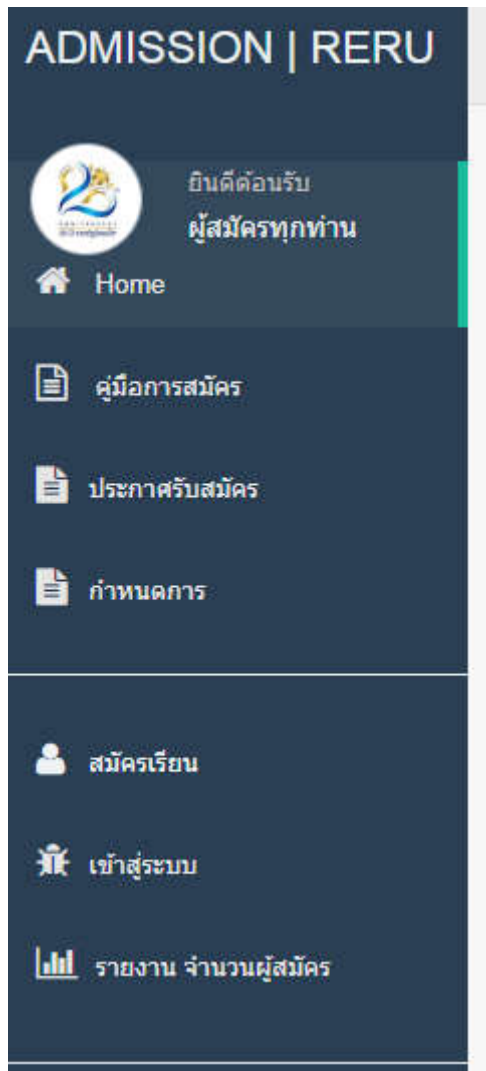 ADMISSION | RERU
ยินดีต้อนรับ
ผู้สมัครทุกท่าน
Home
คู่มือการสมัคร
ประกาศรับสมัคร
กำหนดการ
สมัครเรียน
เข้าสู่ระบบ
รายงาน จำนวนผู้สมัคร